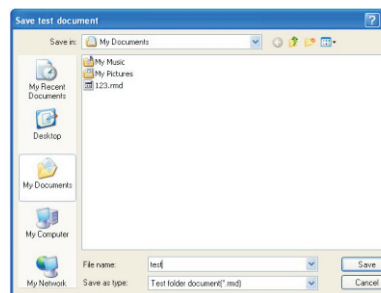 Save test document
Save in:
My Documents
My Recent
Documents
Desktop
My Documents
My Computer
My Network
My Music
My Pictures
123.rmd
File name:
test
Save
Save as type:
Test folder document(*.rmd)
Cancel